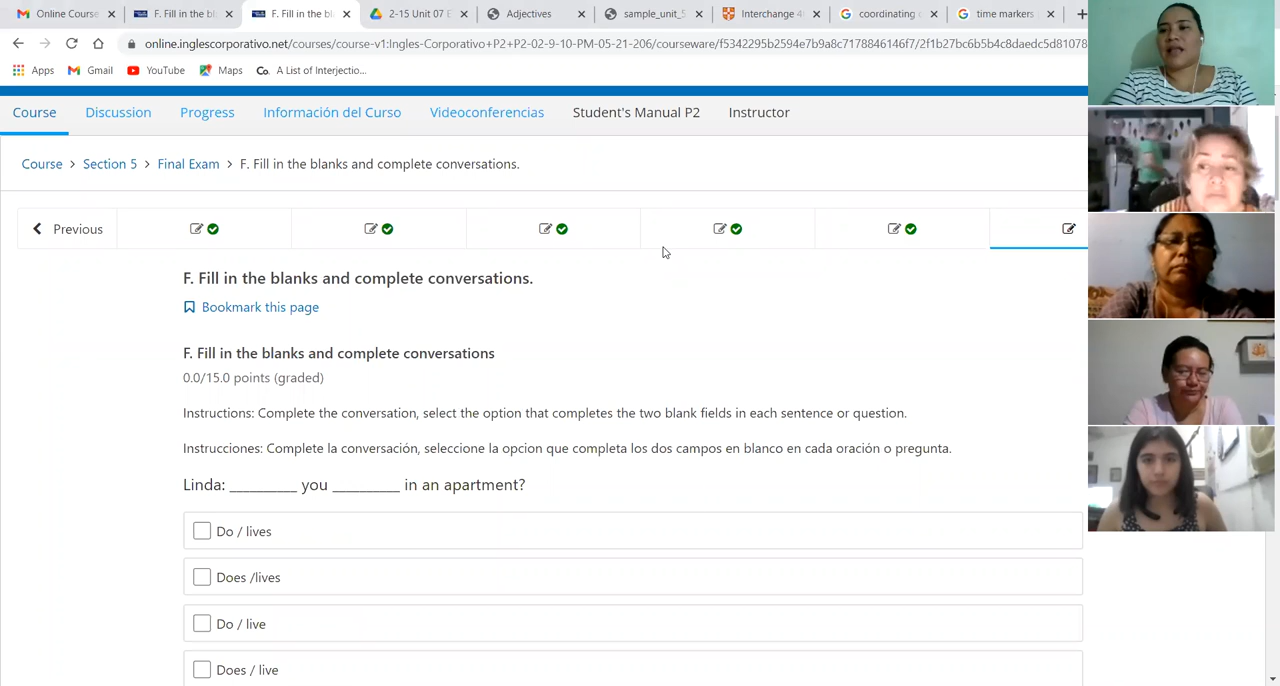 Online Course
F. Fill in the bl
F. Fill in the bl
2-15 Unit 07 E
Adjectives
sample_unit_5
Interchange 4
coordinating
time markers
online.inglescorporativo.net/courses/course-v1:Ingles-Corporativo+P2+P2-02-9-10-PM-05-21-206/courseware/f5342295b2594e7b9a8c7178846146f7/2f1b27bc6b5b4c8daedc5d81078
Apps
Gmail
YouTube
Maps
Co. A List of Interjectio...
Course
Discussion
Progress
Información del Curso
Videoconferencias
Student's Manual P2
Instructor
Course > Section 5 > Final Exam > F. Fill in the blanks and complete conversations.
Previous
F. Fill in the blanks and complete conversations.
Bookmark this page
F. Fill in the blanks and complete conversations
0.0/15.0 points (graded)
Instructions: Complete the conversation, select the option that completes the two blank fields in each sentence or question.
Instrucciones: Complete la conversación, seleccione la opcion que completa los dos campos en blanco en cada oración o pregunta.
Linda: __________ you __________ in an apartment?
Do / lives
Does /lives
Do / live
Does / live